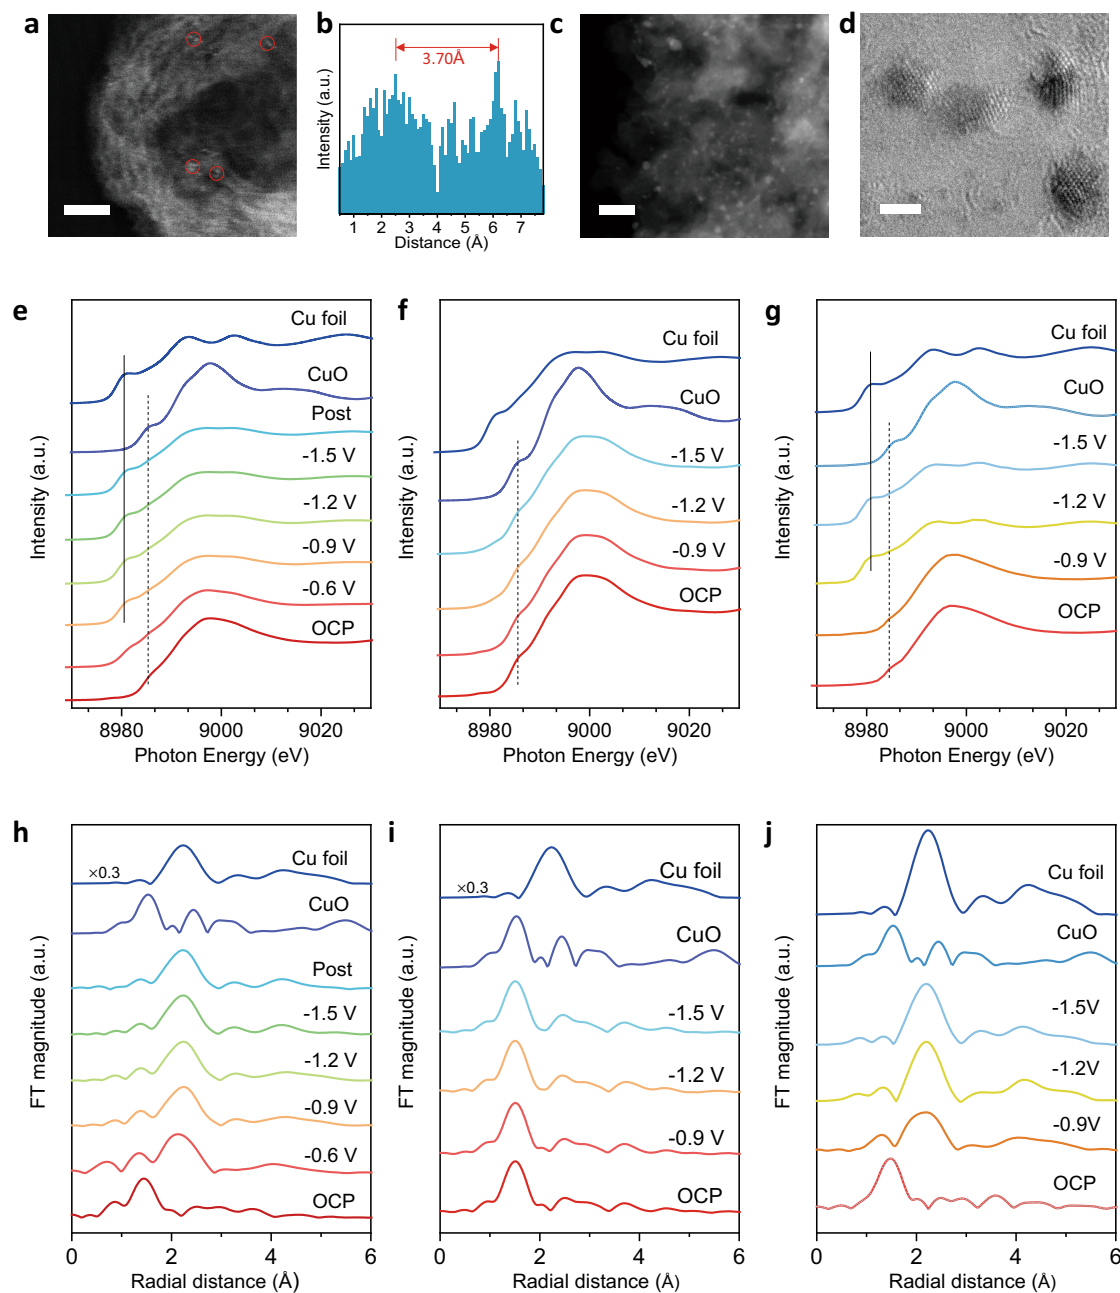 a
b
Intensity (a.u.)
3.70Å
1 2 3 4 5 6 7
Distance (Å)
c
d
e
Intensity (a.u.)
Cu foil
CuO
Post
-1.5 V
-1.2 V
-0.9 V
-0.6 V
OCP
8980 9000 9020
Photon Energy (eV)
f
Intensity (a.u.)
Cu foil
CuO
-1.5 V
-1.2 V
-0.9 V
OCP
8980 9000 9020
Photon Energy (eV)
g
Intensity (a.u.)
Cu foil
CuO
-1.5 V
-1.2 V
-0.9 V
OCP
8980 9000 9020
Photon Energy (eV)
h
FT magnitude (a.u.)
×0.3
Cu foil
CuO
Post
-1.5 V
-1.2 V
-0.9 V
-0.6 V
OCP
0 2 4 6
Radial distance (Å)
i
FT magnitude (a.u.)
×0.3
Cu foil
CuO
-1.5 V
-1.2 V
-0.9 V
OCP
0 2 4 6
Radial distance (Å)
j
FT magnitude (a.u.)
Cu foil
CuO
-1.5V
-1.2V
-0.9V
OCP
0 2 4 6
Radial distance (Å)